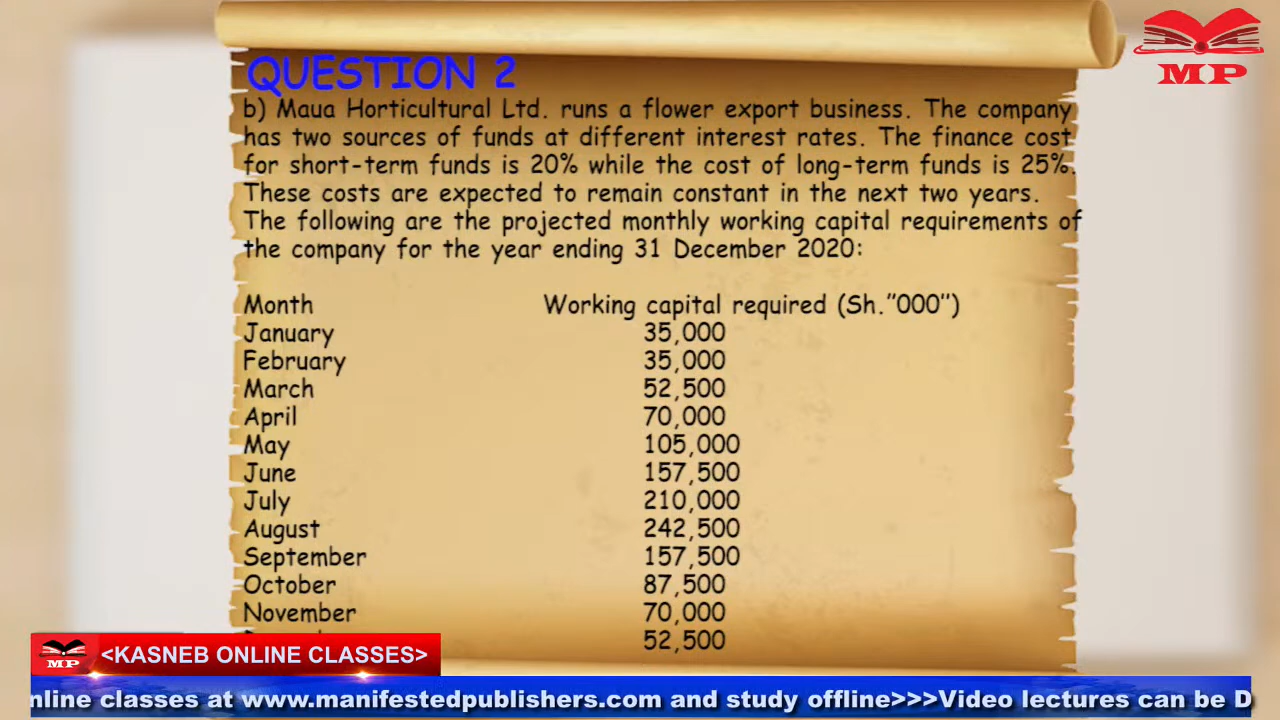 MP
QUESTION 2
b) Maua Horticultural Ltd. runs a flower export business. The company
has two sources of funds at different interest rates. The finance cost
for short-term funds is 20% while the cost of long-term funds is 25%.
These costs are expected to remain constant in the next two years.
The following are the projected monthly working capital requirements of
the company for the year ending 31 December 2020:
Month Working capital required (Sh."000")
January 35,000
February 35,000
March 52,500
April 70,000
May 105,000
June 157,500
July 210,000
August 242,500
September 157,500
October 87,500
November 70,000
52,500
MP <KASNEB ONLINE CLASSES>
nline classes at www.manifestedpublishers.com and study offline>>>Video lectures can be D